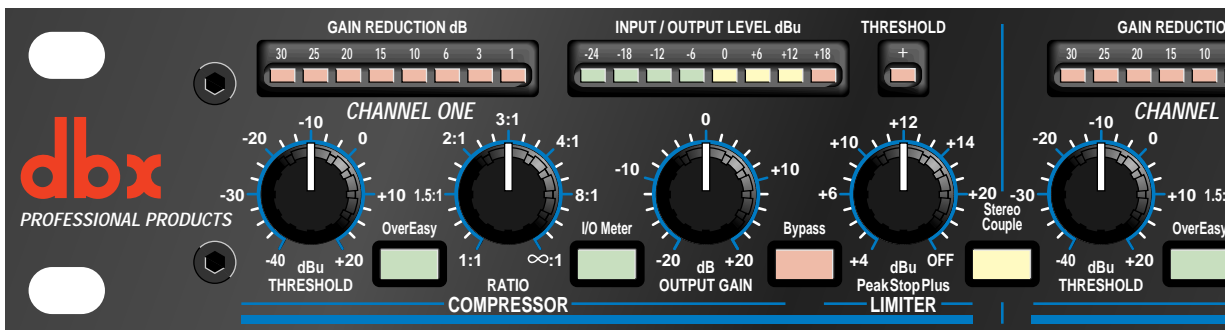 GAIN REDUCTION dB
30 25 20 15 10 6 3 1
INPUT / OUTPUT LEVEL dBu
-24 -18 -12 -6 0 +6 +12 +18
THRESHOLD
+
GAIN REDUCTIO
30 25 20 15 10
dbx
PROFESSIONAL PRODUCTS
CHANNEL ONE
-40 -30 -20 -10 0 +10 +20
dBu
THRESHOLD
OverEasy
1:1 1.5:1 2:1 3:1 4:1 8:1 ∞:1
RATIO
I/O Meter
-20 -10 0 +10 +20
dB
OUTPUT GAIN
Bypass
COMPRESSOR
+4 +6 +10 +12 +14 +20 OFF
dBu
PeakStopPlus
LIMITER
Stereo
Couple
CHANNEL
-40 -30 -20 -10 0 +10 +20
dBu
THRESHOLD
OverEasy
1.5: